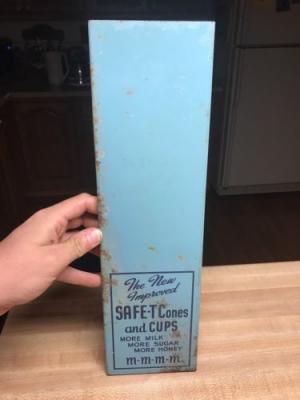 The New
Improved
SAFE-T Cones
and CUPS
MORE MILK
MORE SUGAR
MORE HONEY
m-m-m-m